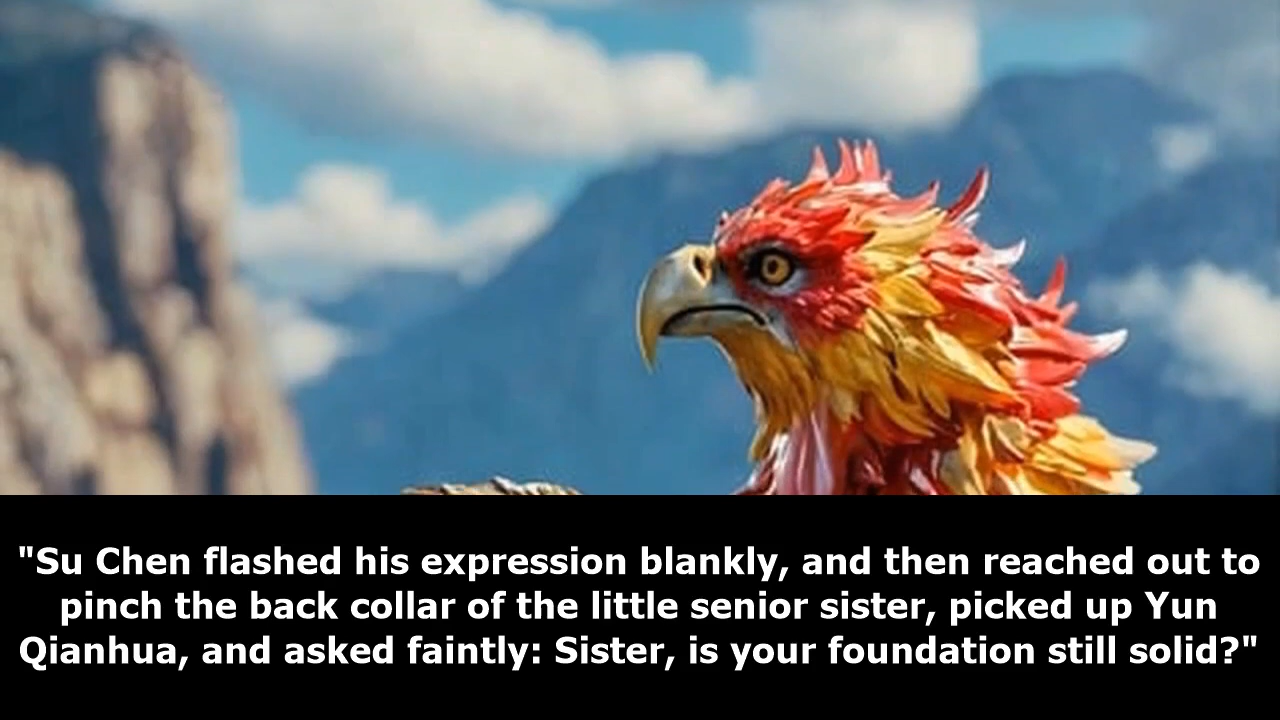 "Su Chen flashed his expression blankly, and then reached out to
pinch the back collar of the little senior sister, picked up Yun
Qianhua, and asked faintly: Sister, is your foundation still solid?"